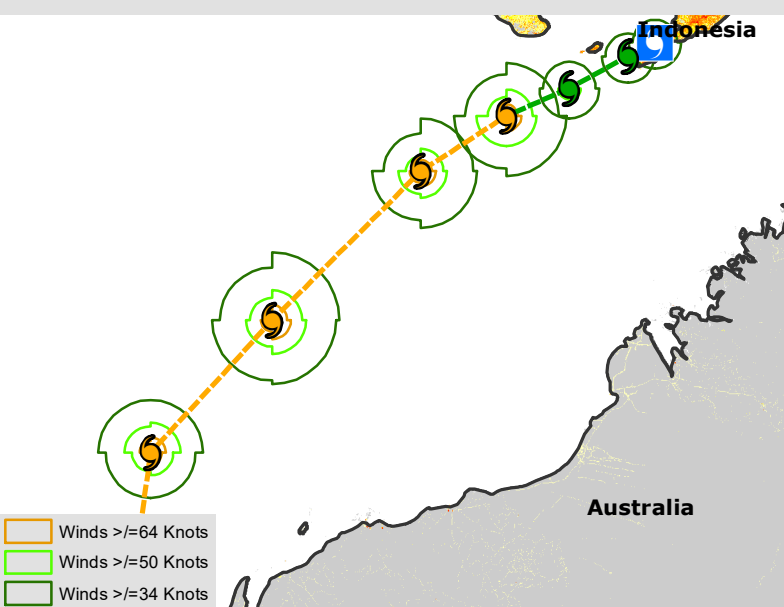 Indonesia
Australia
Winds >/=64 Knots
Winds >/=50 Knots
Winds >/=34 Knots